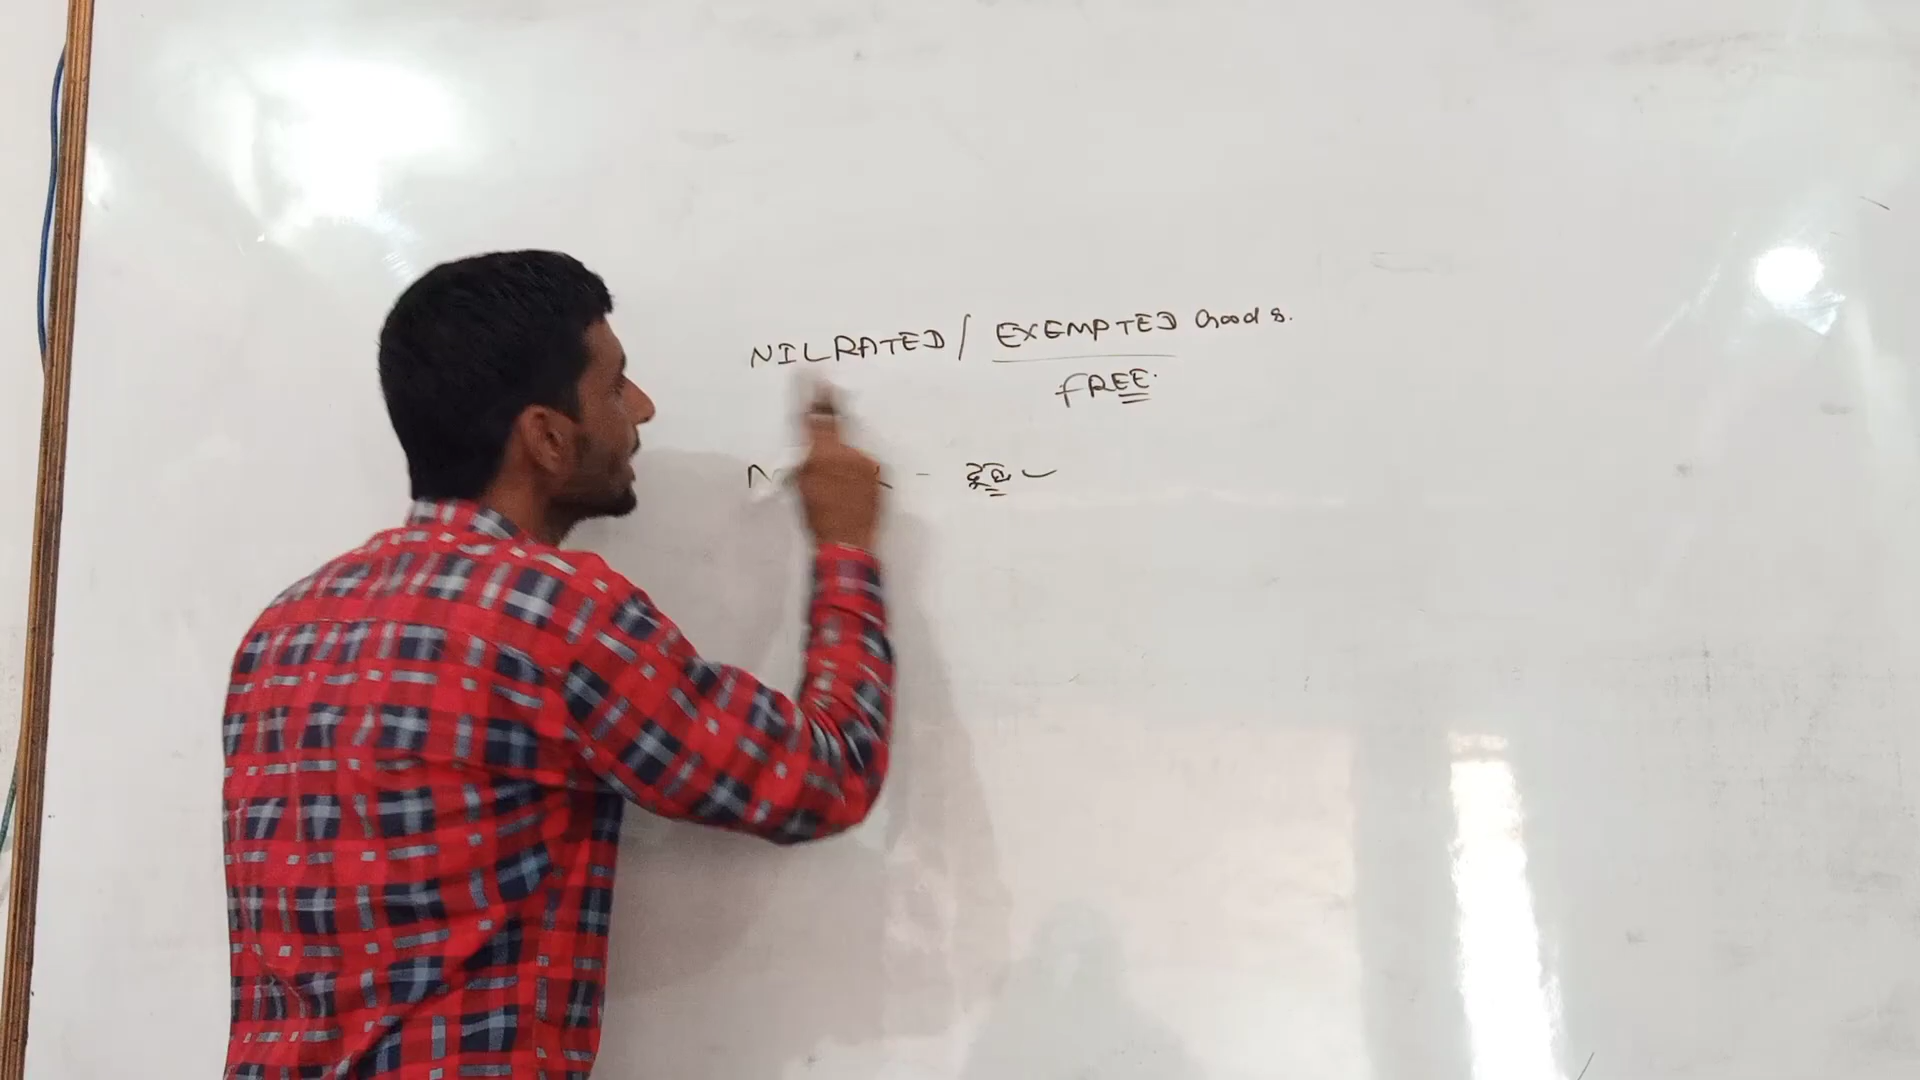 NILRATED / EXEMPTED Goods.
FREE.
- દૂધ